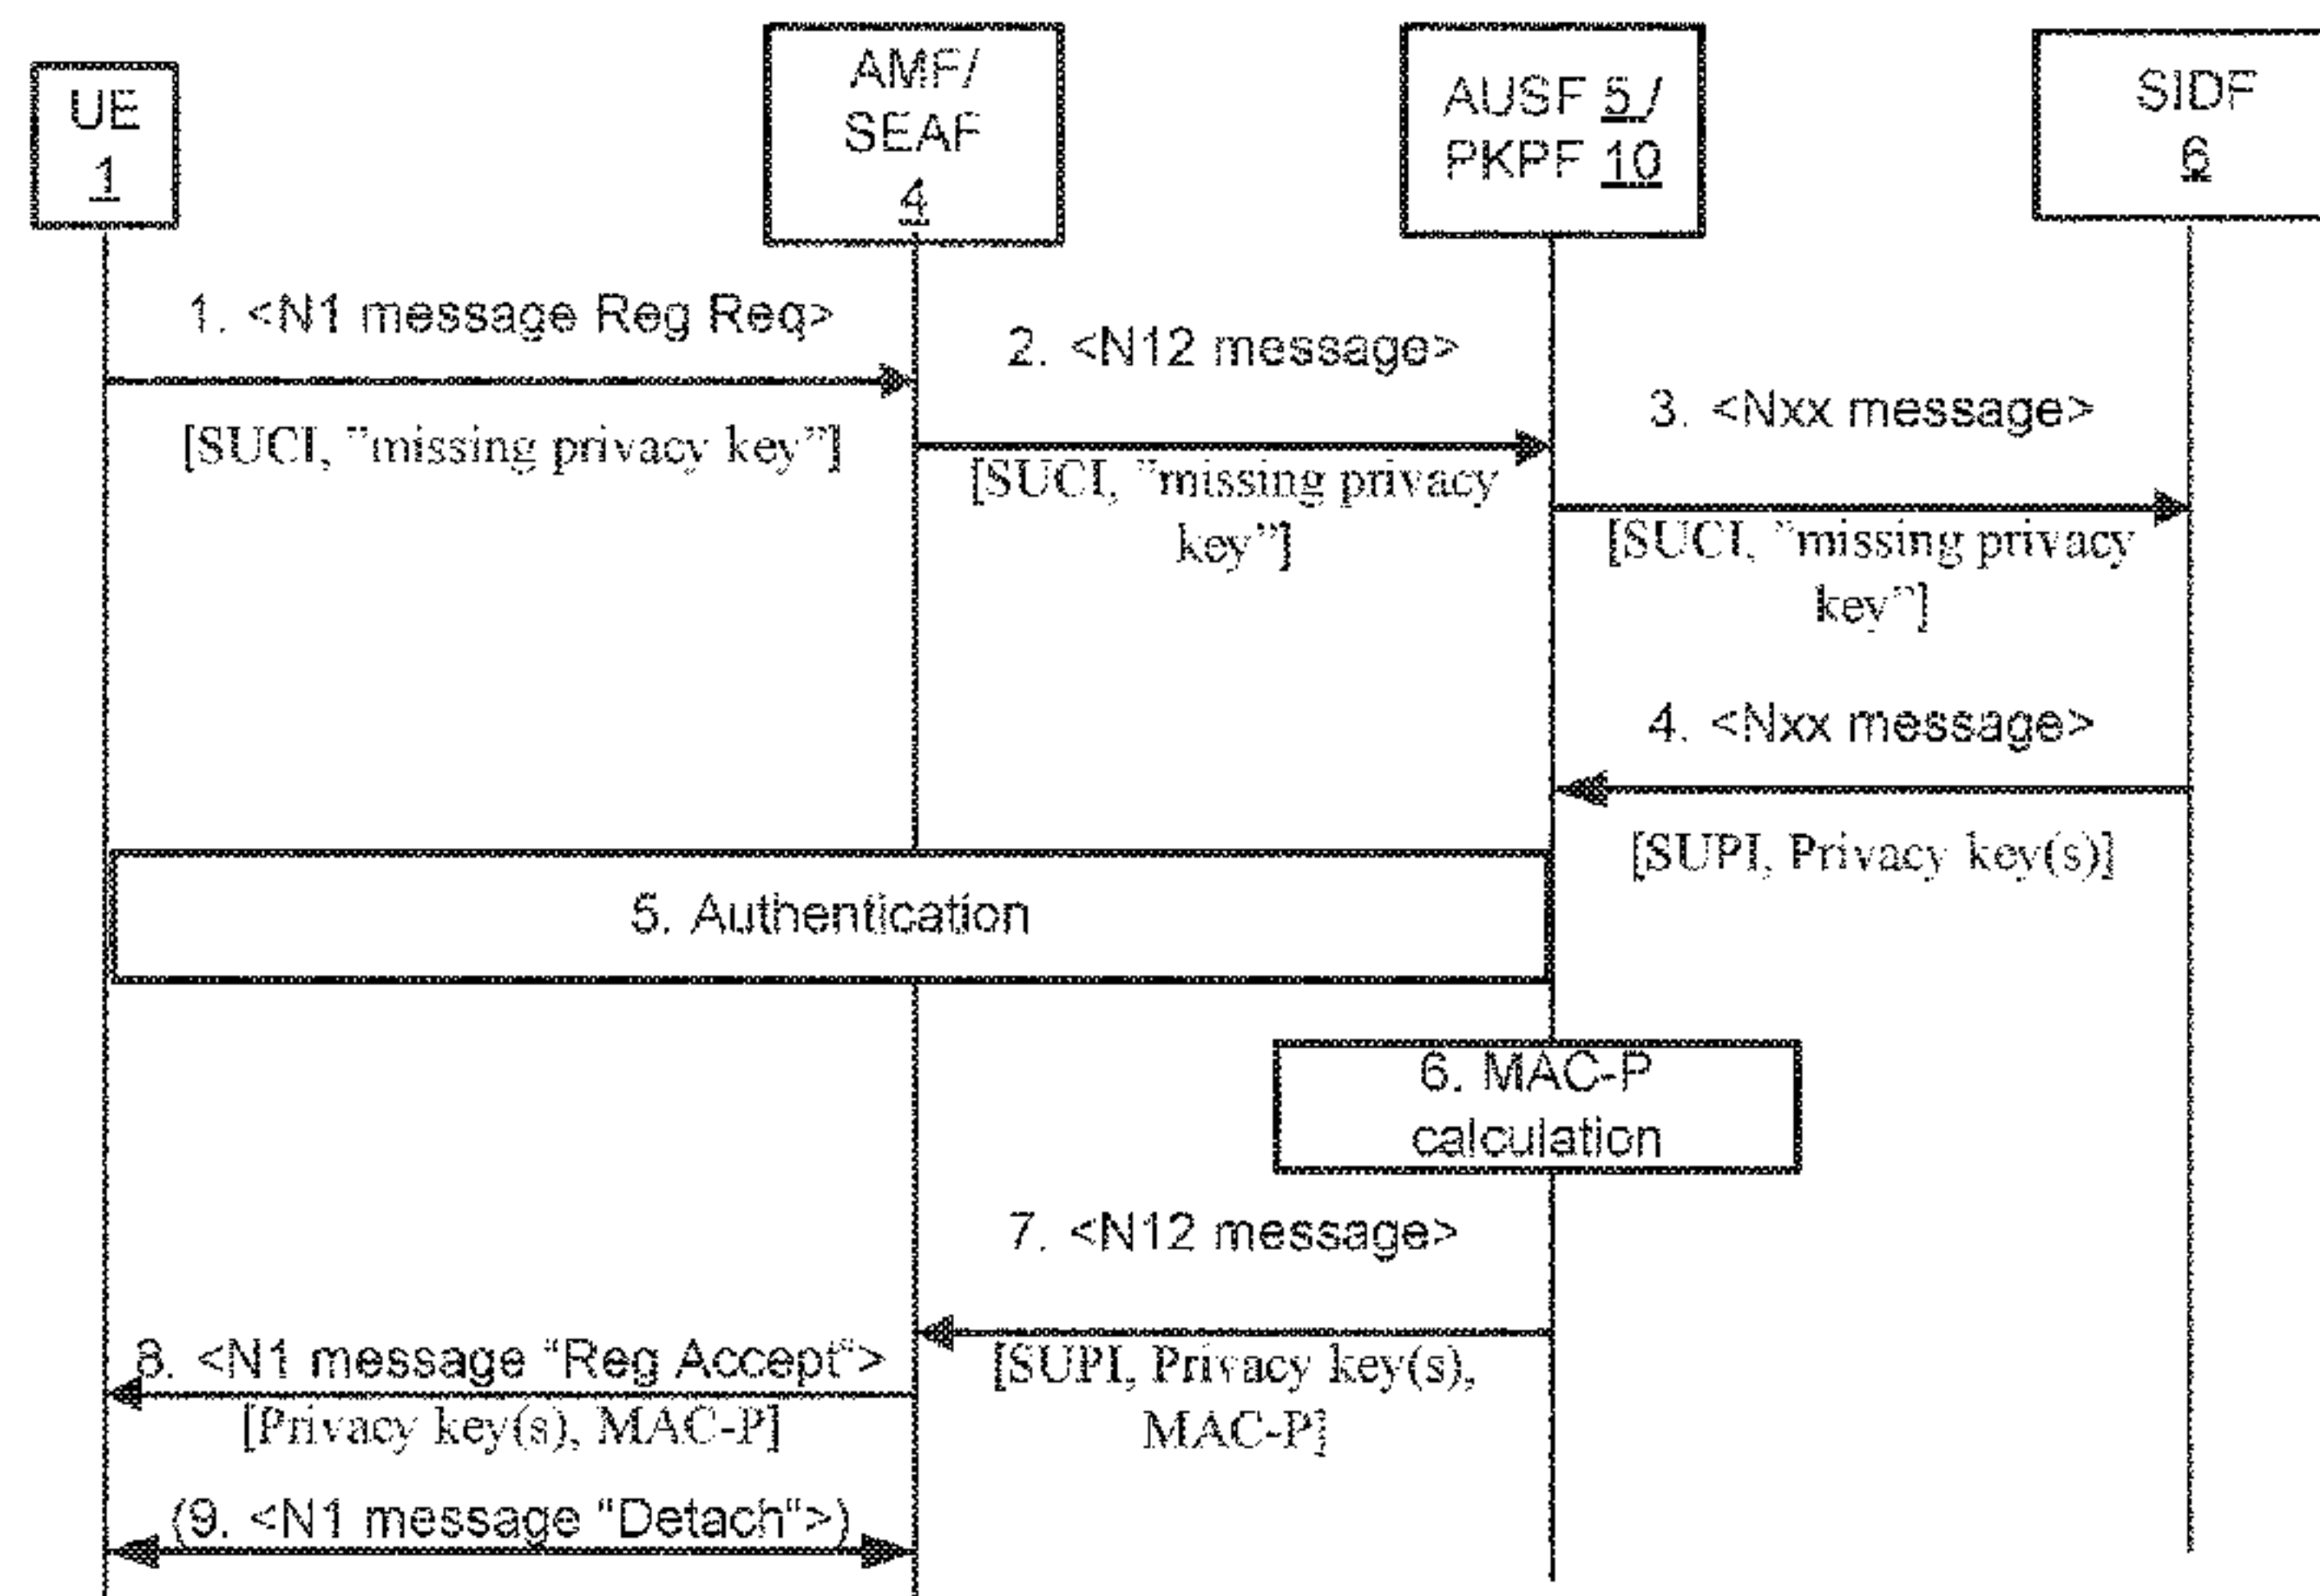 UE
1
AMF/
SEAF
4
AUSF 5 /
PKPF 10
SIDF
6
1. <N1 message Reg Req>
[SUCI, ”missing privacy key”]
2. <N12 message>
[SUCI, ”missing privacy
key”]
3. <Nxx message>
[SUCI, ”missing privacy
key”]
4. <Nxx message>
[SUPI, Privacy key(s)]
5. Authentication
6. MAC-P
calculation
7. <N12 message>
[SUPI, Privacy key(s),
MAC-P]
8. <N1 message “Reg Accept“>
[Privacy key(s), MAC-P]
(9. <N1 message “Detach“>)